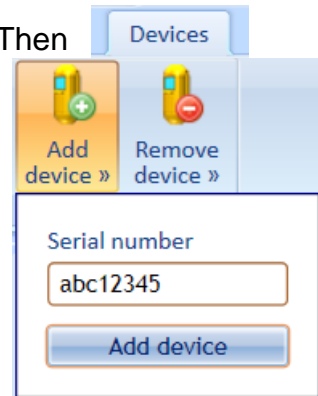 Then Devices
Add device » Remove device »
Serial number
abc12345
Add device